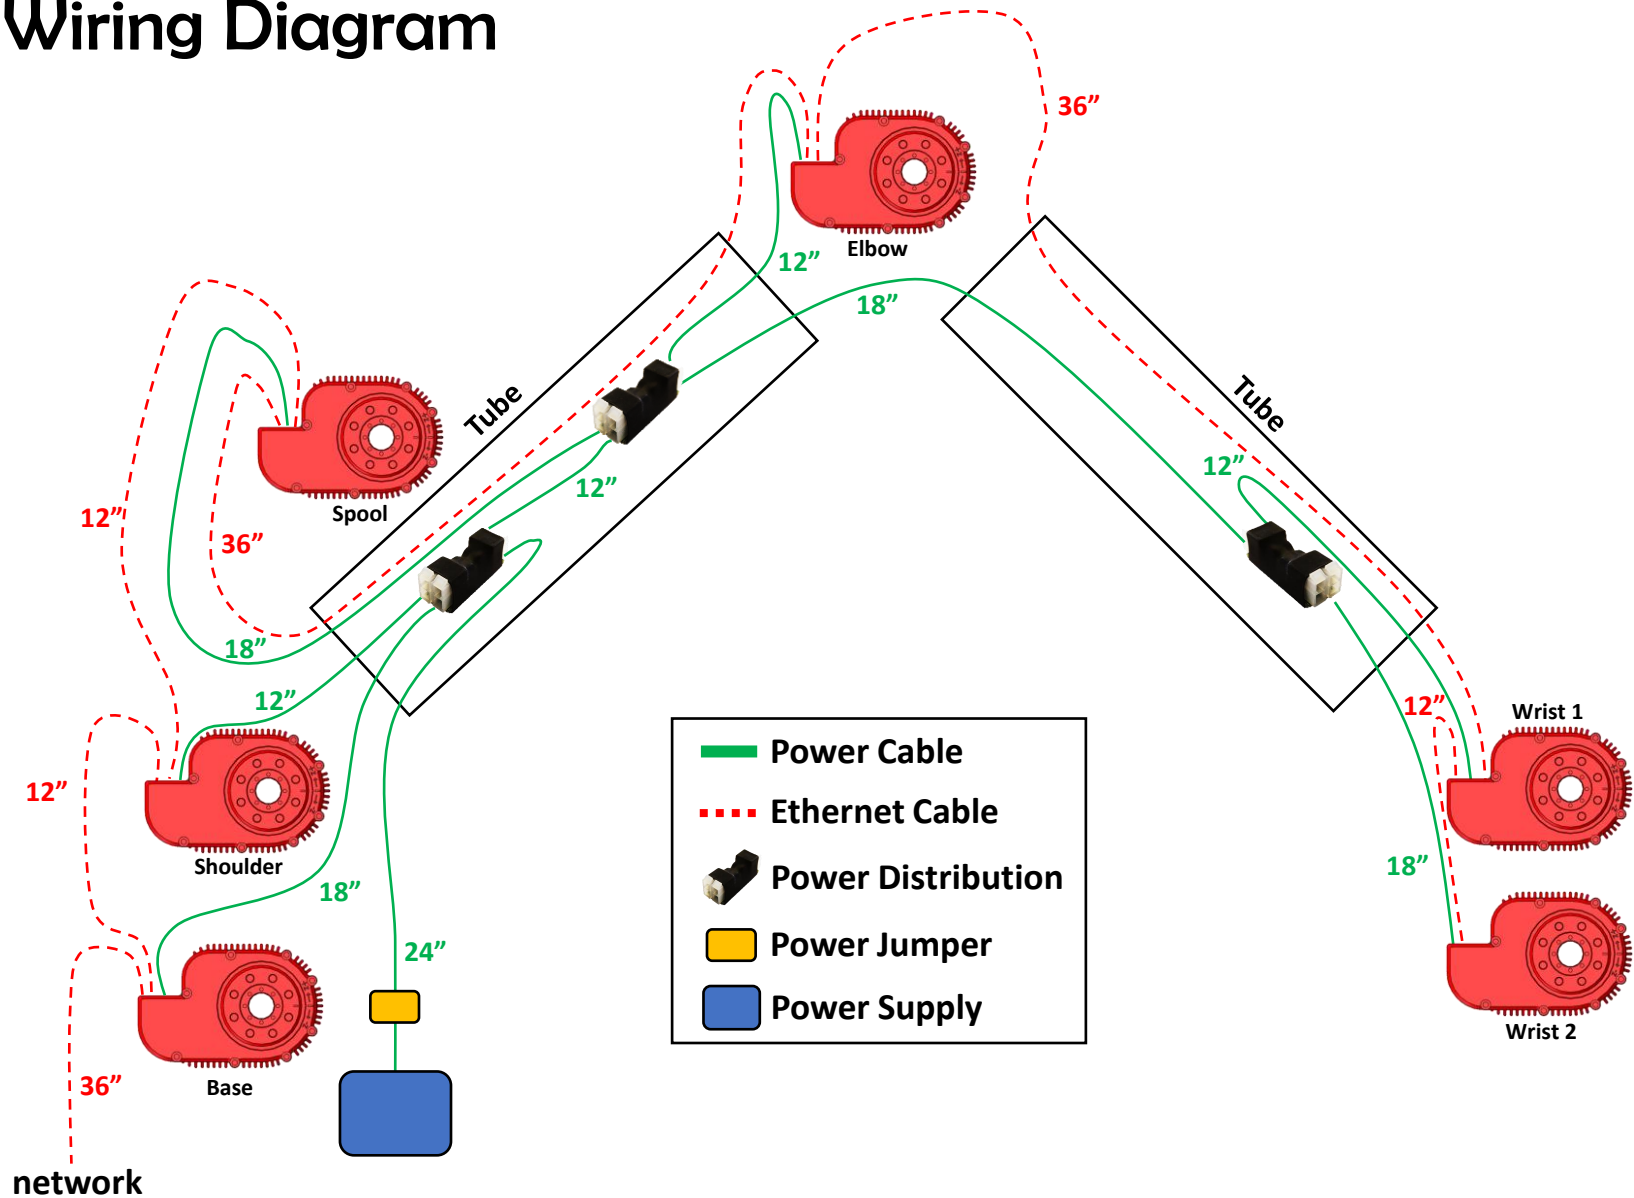 Wiring Diagram
36”
Elbow
12”
18”
Tube
Tube
Spool
12”
36”
12”
12”
18”
12”
12”
Shoulder
18”
24”
Base
36”
network
12”
Wrist 1
18”
Wrist 2
Power Cable
Ethernet Cable
Power Distribution
Power Jumper
Power Supply